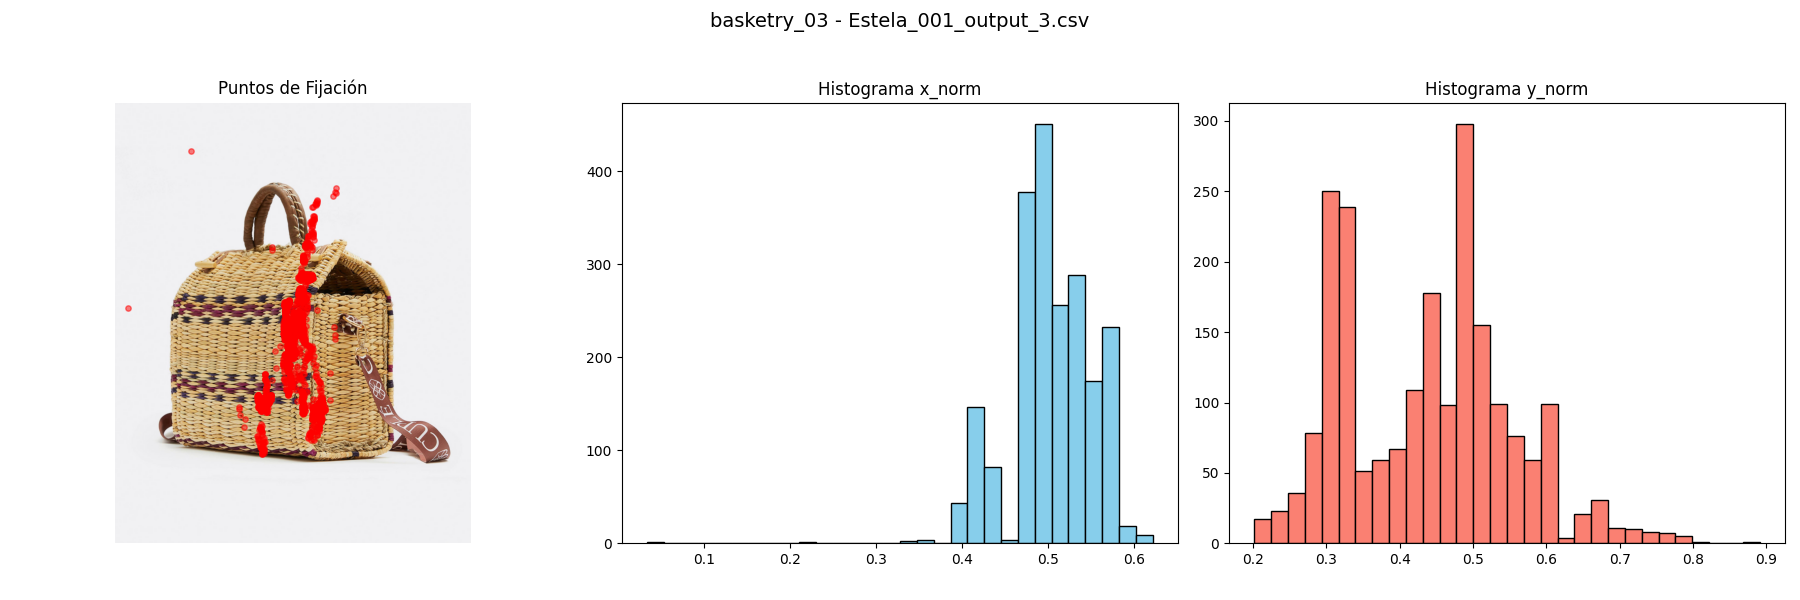 basketry_03 - Estela_001_output_3.csv
Puntos de Fijación
Histograma x_norm
Histograma y_norm
400
300
200
100
0
0.1 0.2 0.3 0.4 0.5 0.6
300
250
200
150
100
50
0
0.2 0.3 0.4 0.5 0.6 0.7 0.8 0.9